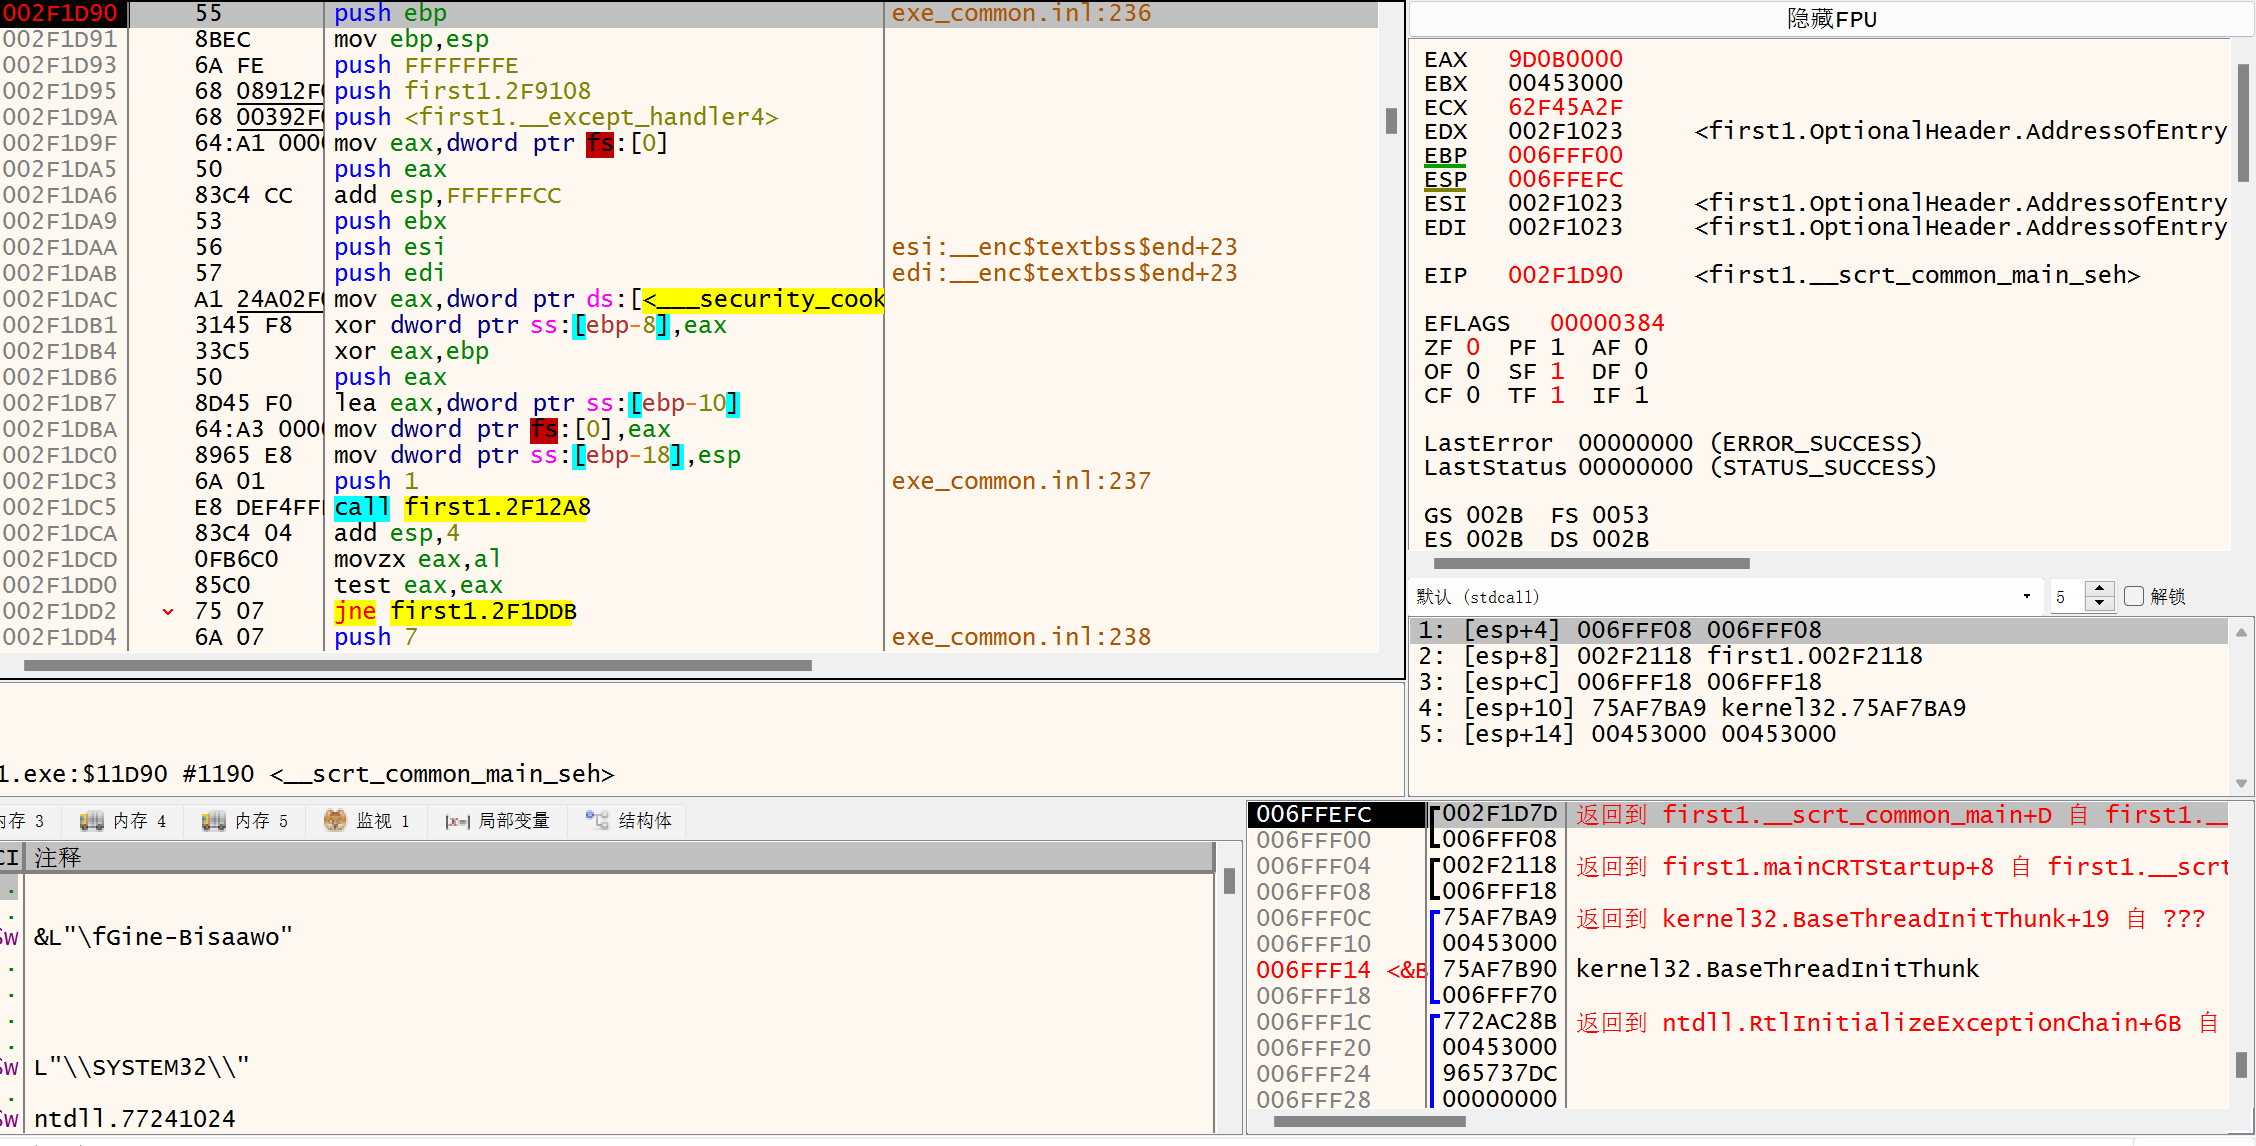 002F1D90 55 push ebp exe_common.inl:236
002F1D91 8BEC mov ebp,esp
002F1D93 6A FE push FFFFFFFE
002F1D95 68 08912F push first1.2F9108
002F1D9A 68 00392F push <first1.__except_handler4>
002F1D9F 64:A1 000 mov eax,dword ptr fs:[0]
002F1DA5 50 push eax
002F1DA6 83C4 CC add esp,FFFFFFCC
002F1DA9 53 push ebx
002F1DAA 56 push esi esi:__enc$textbss$end+23
002F1DAB 57 push edi edi:__enc$textbss$end+23
002F1DAC A1 24A02F mov eax,dword ptr ds:[<___security_cook
002F1DB1 3145 F8 xor dword ptr ss:[ebp-8],eax
002F1DB4 33C5 xor eax,ebp
002F1DB6 50 push eax
002F1DB7 8D45 F0 lea eax,dword ptr ss:[ebp-10]
002F1DBA 64:A3 000 mov dword ptr fs:[0],eax
002F1DC0 8965 E8 mov dword ptr ss:[ebp-18],esp
002F1DC3 6A 01 push 1 exe_common.inl:237
002F1DC5 E8 DEF4FF call first1.2F12A8
002F1DCA 83C4 04 add esp,4
002F1DCD 0FB6C0 movzx eax,al
002F1DD0 85C0 test eax,eax
002F1DD2 75 07 jne first1.2F1DDB
002F1DD4 6A 07 push 7 exe_common.inl:238
1.exe:$11D90 #1190 <__scrt_common_main_seh>
隐藏FPU
EAX 9D0B0000
EBX 00453000
ECX 62F45A2F
EDX 002F1023 <first1.OptionalHeader.AddressOfEntry
EBP 006FFF00
ESP 006FFEFC
ESI 002F1023 <first1.OptionalHeader.AddressOfEntry
EDI 002F1023 <first1.OptionalHeader.AddressOfEntry
EIP 002F1D90 <first1.__scrt_common_main_seh>
EFLAGS 00000384
ZF 0 PF 1 AF 0
OF 0 SF 1 DF 0
CF 0 TF 1 IF 1
LastError 00000000 (ERROR_SUCCESS)
LastStatus 00000000 (STATUS_SUCCESS)
GS 002B FS 0053
ES 002B DS 002B
默认 (stdcall) 5 解锁
1: [esp+4] 006FFF08 006FFF08
2: [esp+8] 002F2118 first1.002F2118
3: [esp+C] 006FFF18 006FFF18
4: [esp+10] 75AF7BA9 kernel32.75AF7BA9
5: [esp+14] 00453000 00453000
内存 3 内存 4 内存 5 监视 1 局部变量 结构体
CI 注释
&L"\fGine-Bisaawo"
L"\\SYSTEM32\\"
ntdll.77241024
006FFEFC 002F1D7D 返回到 first1.__scrt_common_main+D 自 first1.__
006FFF00 006FFF08
006FFF04 002F2118 返回到 first1.mainCRTStartup+8 自 first1.__scrt
006FFF08 006FFF18
006FFF0C 75AF7BA9 返回到 kernel32.BaseThreadInitThunk+19 自 ???
006FFF10 00453000
006FFF14 <&B 75AF7B90 kernel32.BaseThreadInitThunk
006FFF18 006FFF70
006FFF1C 772AC28B 返回到 ntdll.RtlInitializeExceptionChain+6B 自
006FFF20 00453000
006FFF24 965737DC
006FFF28 00000000